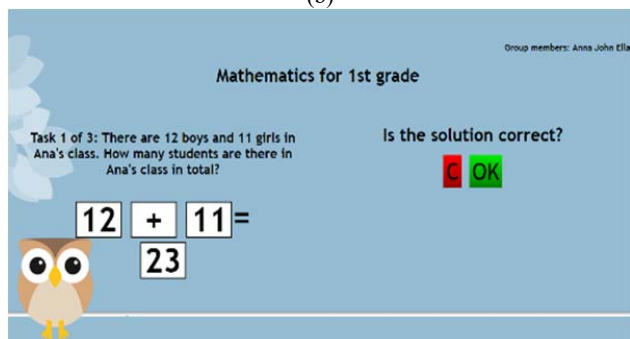 (b)
Group members: Anna John Ella
Mathematics for 1st grade
Task 1 of 3: There are 12 boys and 11 girls in
Ana's class. How many students are there in
Ana's class in total?
12 + 11 =
23
Is the solution correct?
C OK